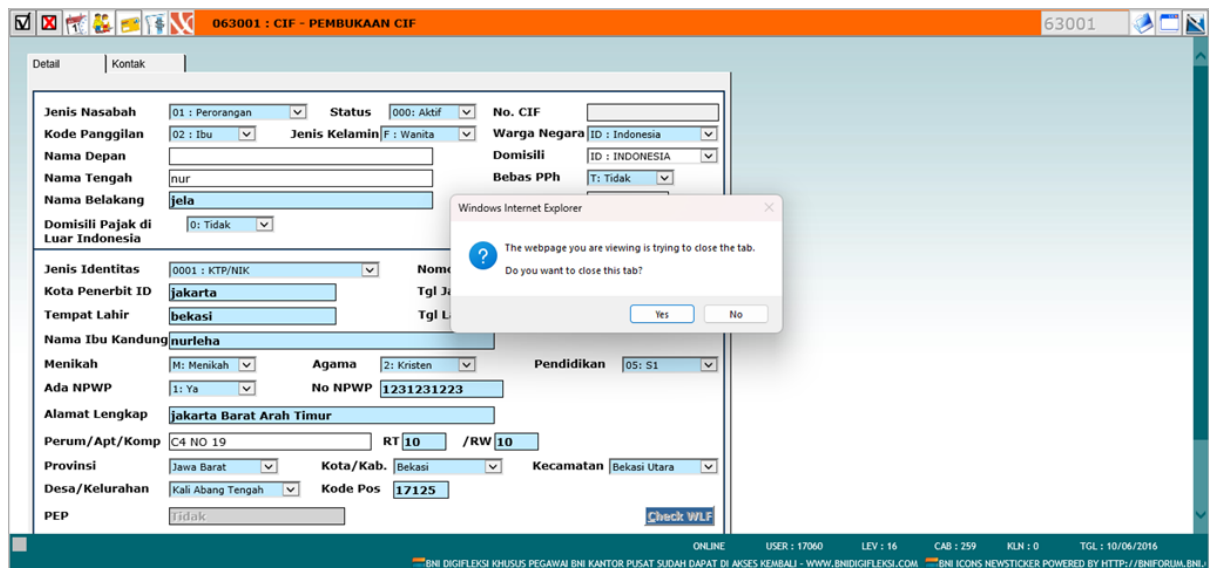 063001 : CIF - PEMBUKAAN CIF 63001
Detail Kontak
Jenis Nasabah 01 : Perorangan Status 000: Aktif No. CIF
Kode Panggilan 02 : Ibu Jenis Kelamin F : Wanita Warga Negara ID : Indonesia
Nama Depan Domisili ID : INDONESIA
Nama Tengah nur Bebas PPh T: Tidak
Nama Belakang jela
Domisili Pajak di 0: Tidak
Luar Indonesia
Windows Internet Explorer
The webpage you are viewing is trying to close the tab.
Do you want to close this tab?
Yes No
Jenis Identitas 0001 : KTP/NIK
Kota Penerbit ID jakarta
Tempat Lahir bekasi
Nama Ibu Kandung nurleha
Menikah M: Menikah Agama 2: Kristen Pendidikan 05: S1
Ada NPWP 1: Ya No NPWP 1231231223
Alamat Lengkap jakarta Barat Arah Timur
Perum/Apt/Komp C4 NO 19 RT 10 /RW 10
Provinsi Jawa Barat Kota/Kab. Bekasi Kecamatan Bekasi Utara
Desa/Kelurahan Kali Abang Tengah Kode Pos 17125
PEP Tidak Check WLF
ONLINE USER : 17060 LEV : 16 CAB : 259 KLN : 0 TGL : 10/06/2016
BNI DIGIFLEKSI KHUSUS PEGAWAI BNI KANTOR PUSAT SUDAH DAPAT DI AKSES KEMBALI - WWW.BNIDIGIFLEKSI.COM BNI ICONS NEWSTICKER POWERED BY HTTP://BNIFORUM.BNI.